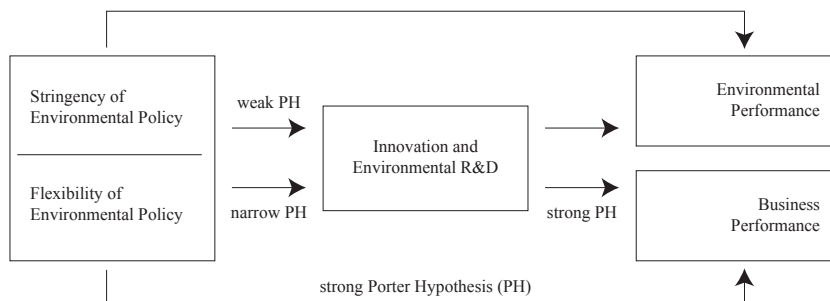 Stringency of
Environmental Policy
Flexibility of
Environmental Policy
weak PH
narrow PH
Innovation and
Environmental R&D
strong PH
Environmental
Performance
Business
Performance
strong Porter Hypothesis (PH)